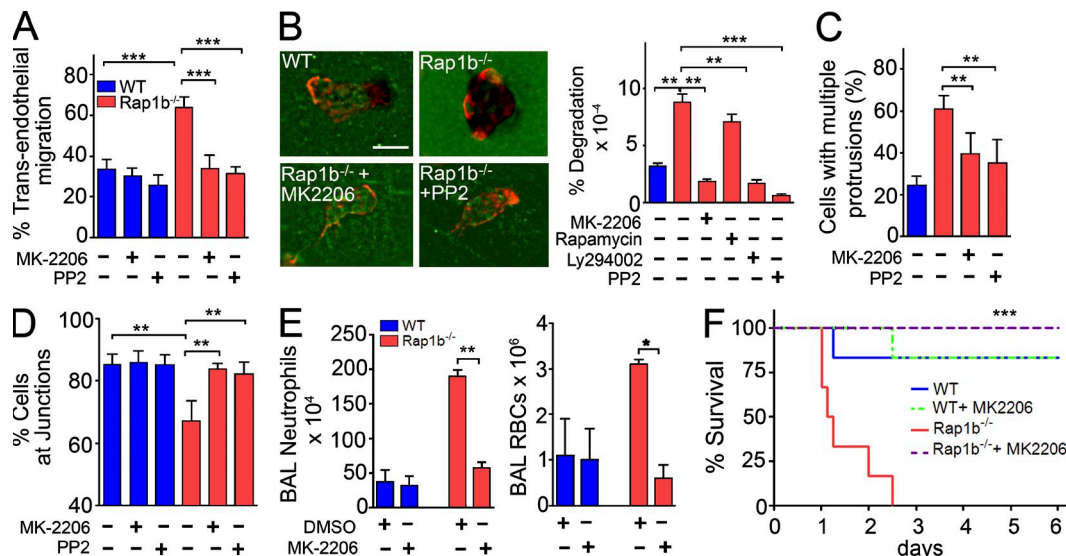 A
% Trans-endothelial
migration
80
60
40
20
0
WT
Rap1b-/-
***
***
***
MK-2206 – + – – + –
PP2 – – + – – +
B
WT
Rap1b-/-
Rap1b-/- +
MK2206
Rap1b-/-
+PP2
% Degradation
x 10-4
10
5
0
***
** ** **
MK-2206 – – + – – –
Rapamycin – – – + – –
Ly294002 – – – – + –
PP2 – – – – – +
C
Cells with multiple
protrusions (%)
80
60
40
20
0
**
**
MK-2206 – – + –
PP2 – – – +
D
% Cells
at Junctions
100
80
60
40
** **
**
MK-2206 – + – – + –
PP2 – – + – – +
E
BAL Neutrophils
x 104
250
200
150
100
50
0
WT
Rap1b-/-
**
DMSO + – + –
MK-2206 – + – +
BAL RBCs x 106
4
3
2
1
0
*
+ – + –
– + – +
F
% Survival
100
50
0
***
WT
WT+ MK2206
Rap1b-/-
Rap1b-/-+ MK2206
0 1 2 3 4 5 6
days